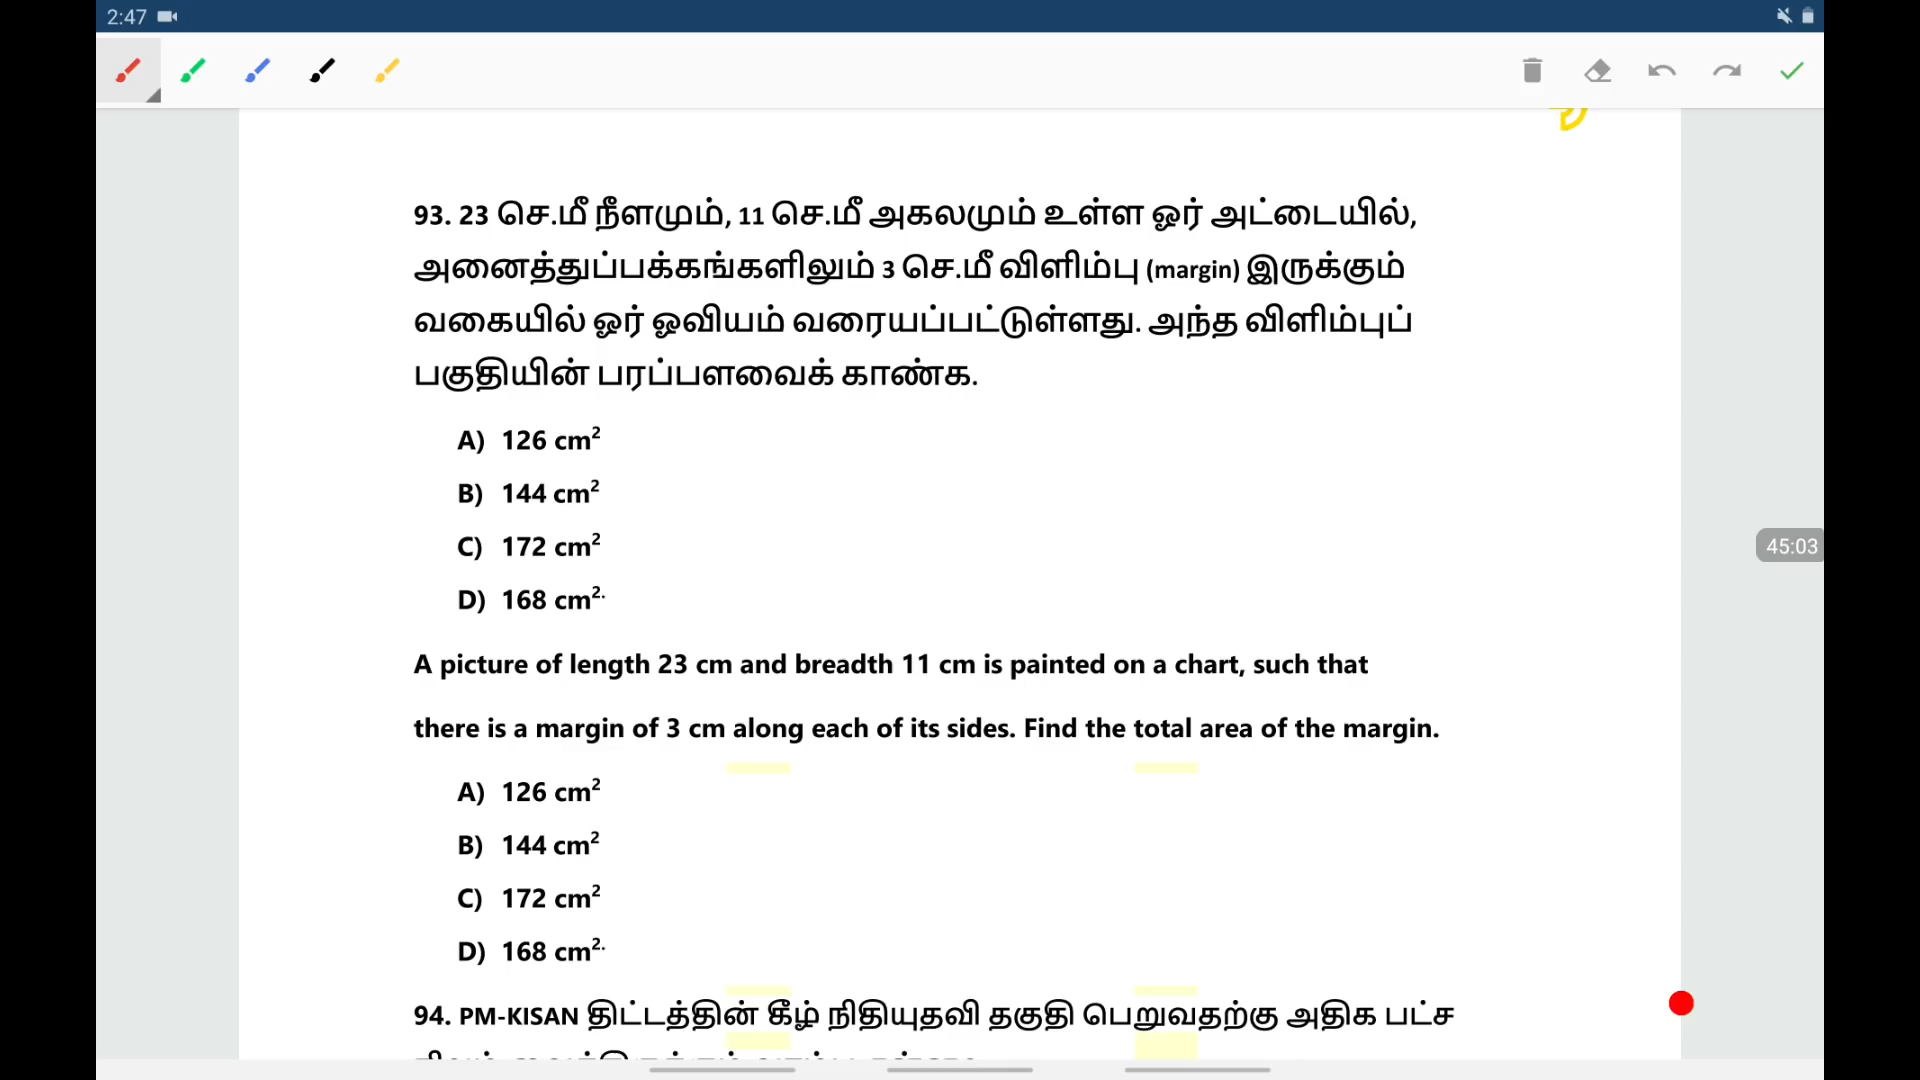 2:47
93. 23 செ.மீ நீளமும், 11 செ.மீ அகலமும் உள்ள ஓர் அட்டையில்,
அனைத்துப்பக்கங்களிலும் 3 செ.மீ விளிம்பு (margin) இருக்கும்
வகையில் ஓர் ஓவியம் வரையப்பட்டுள்ளது. அந்த விளிம்புப்
பகுதியின் பரப்பளவைக் காண்க.
A) 126 cm²
B) 144 cm²
C) 172 cm²
45:03
D) 168 cm²·
A picture of length 23 cm and breadth 11 cm is painted on a chart, such that
there is a margin of 3 cm along each of its sides. Find the total area of the margin.
A) 126 cm²
B) 144 cm²
C) 172 cm²
D) 168 cm²·
94. PM-KISAN திட்டத்தின் கீழ் நிதியுதவி தகுதி பெறுவதற்கு அதிக பட்ச